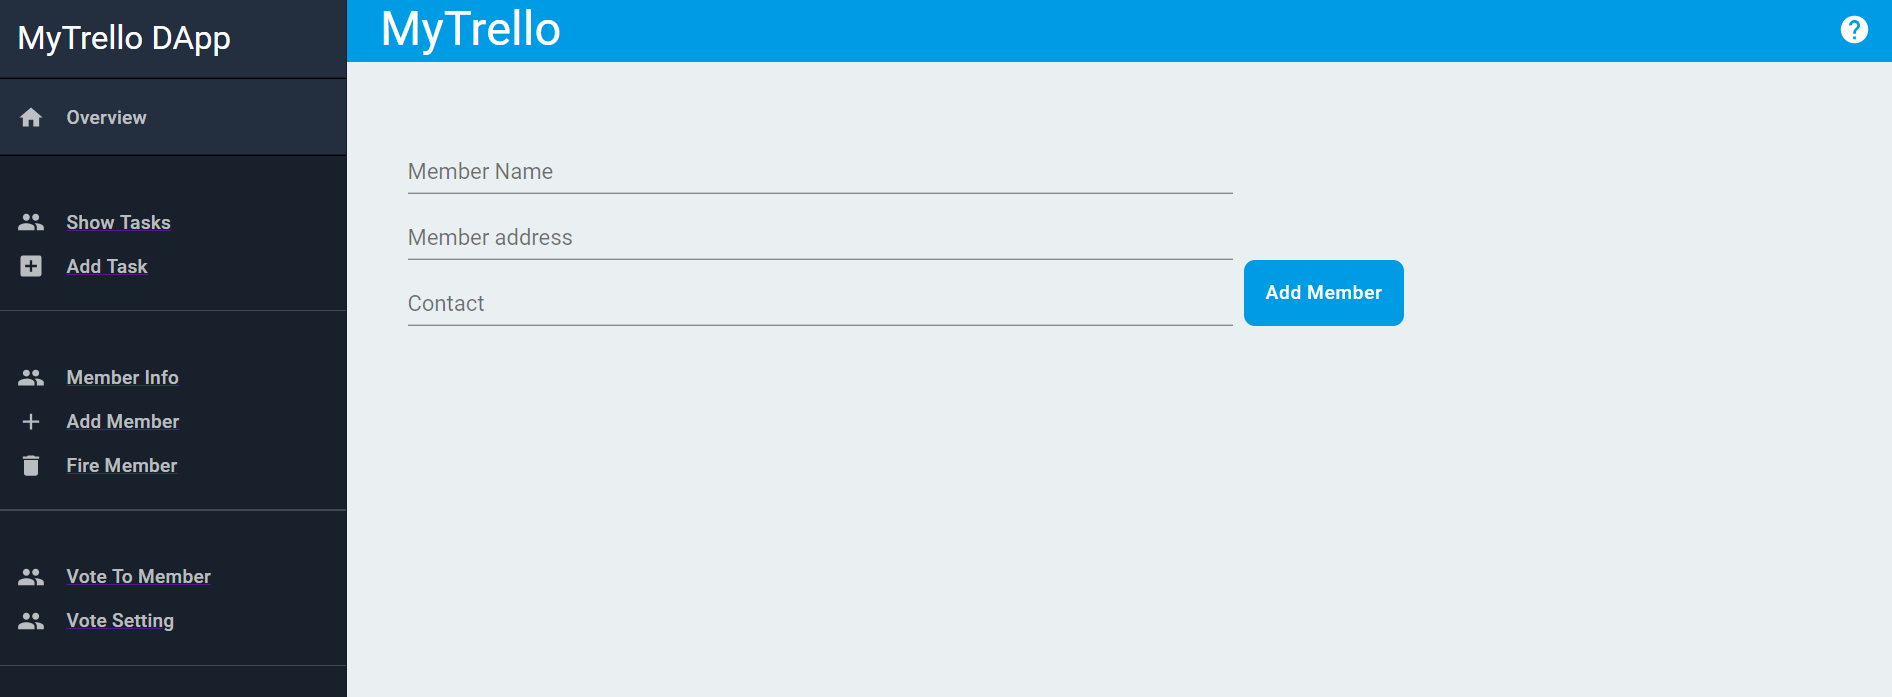 MyTrello DApp
Overview
Show Tasks
Add Task
Member Info
Add Member
Fire Member
Vote To Member
Vote Setting
MyTrello
?
Member Name
Member address
Contact
Add Member